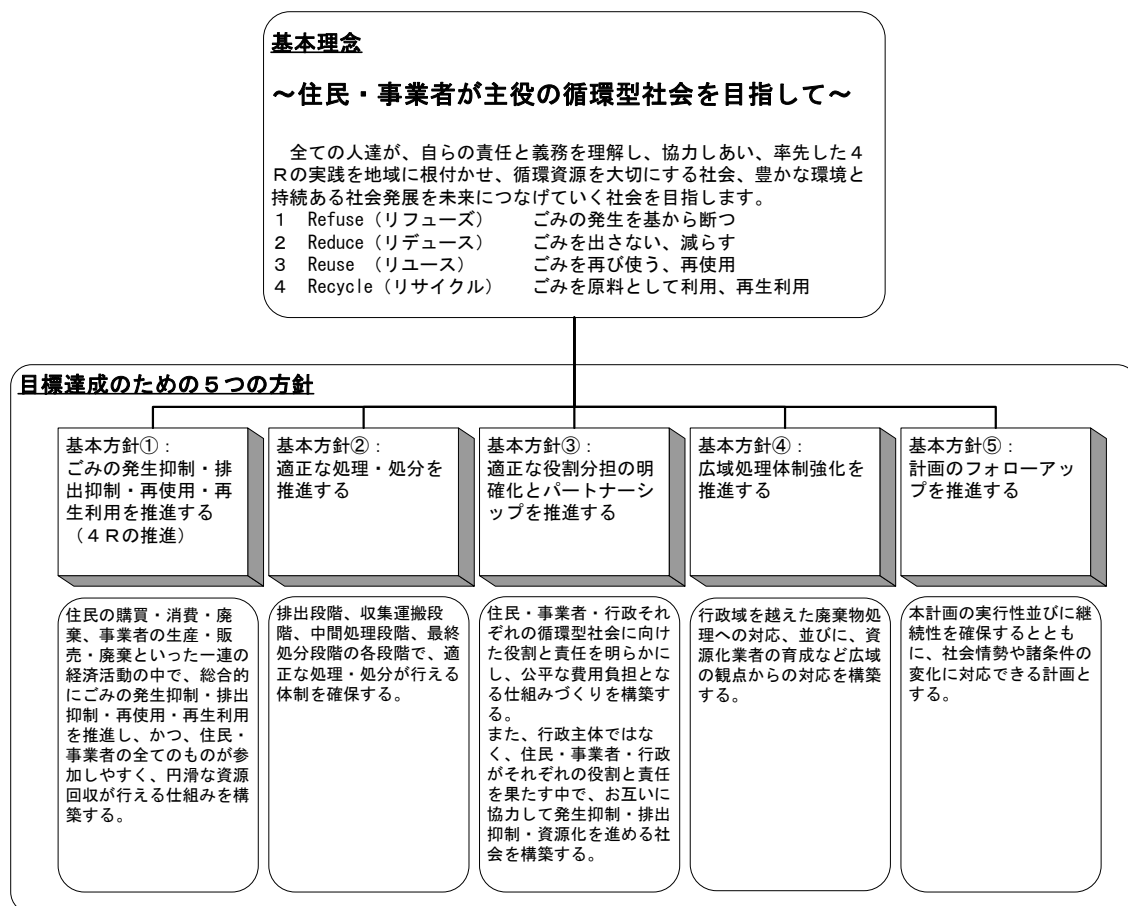 基本理念
～住民・事業者が主役の循環型社会を目指して～
全ての人達が、自らの責任と義務を理解し、協力しあい、率先した４
Ｒの実践を地域に根付かせ、循環資源を大切にする社会、豊かな環境と
持続ある社会発展を未来につなげていく社会を目指します。
1 Refuse（リフューズ） ごみの発生を基から断つ
2 Reduce（リデュース） ごみを出さない、減らす
3 Reuse （リユース） ごみを再び使う、再使用
4 Recycle（リサイクル） ごみを原料として利用、再生利用
目標達成のための５つの方針
基本方針①：
ごみの発生抑制・排
出抑制・再使用・再
生利用を推進する
（４Ｒの推進）
住民の購買・消費・廃
棄、事業者の生産・販
売・廃棄といった一連の
経済活動の中で、総合的
にごみの発生抑制・排出
抑制・再使用・再生利用
を推進し、かつ、住民・
事業者の全てのものが参
加しやすく、円滑な資源
回収が行える仕組みを構
築する。
基本方針②：
適正な処理・処分を
推進する
排出段階、収集運搬段
階、中間処理段階、最終
処分段階の各段階で、適
正な処理・処分が行える
体制を確保する。
基本方針③：
適正な役割分担の明
確化とパートナーシ
ップを推進する
住民・事業者・行政それ
ぞれの循環型社会に向け
た役割と責任を明らかに
し、公平な費用負担とな
る仕組みづくりを構築す
る。
また、行政主体ではな
く、住民・事業者・行政
がそれぞれの役割と責任
を果たす中で、お互いに
協力して発生抑制・排出
抑制・資源化を進める社
会を構築する。
基本方針④：
広域処理体制強化を
推進する
行政域を越えた廃棄物処
理への対応、並びに、資
源化業者の育成など広域
の観点からの対応を構築
する。
基本方針⑤：
計画のフォローアッ
プを推進する
本計画の実行性並びに継
続性を確保するととも
に、社会情勢や諸条件の
変化に対応できる計画と
する。